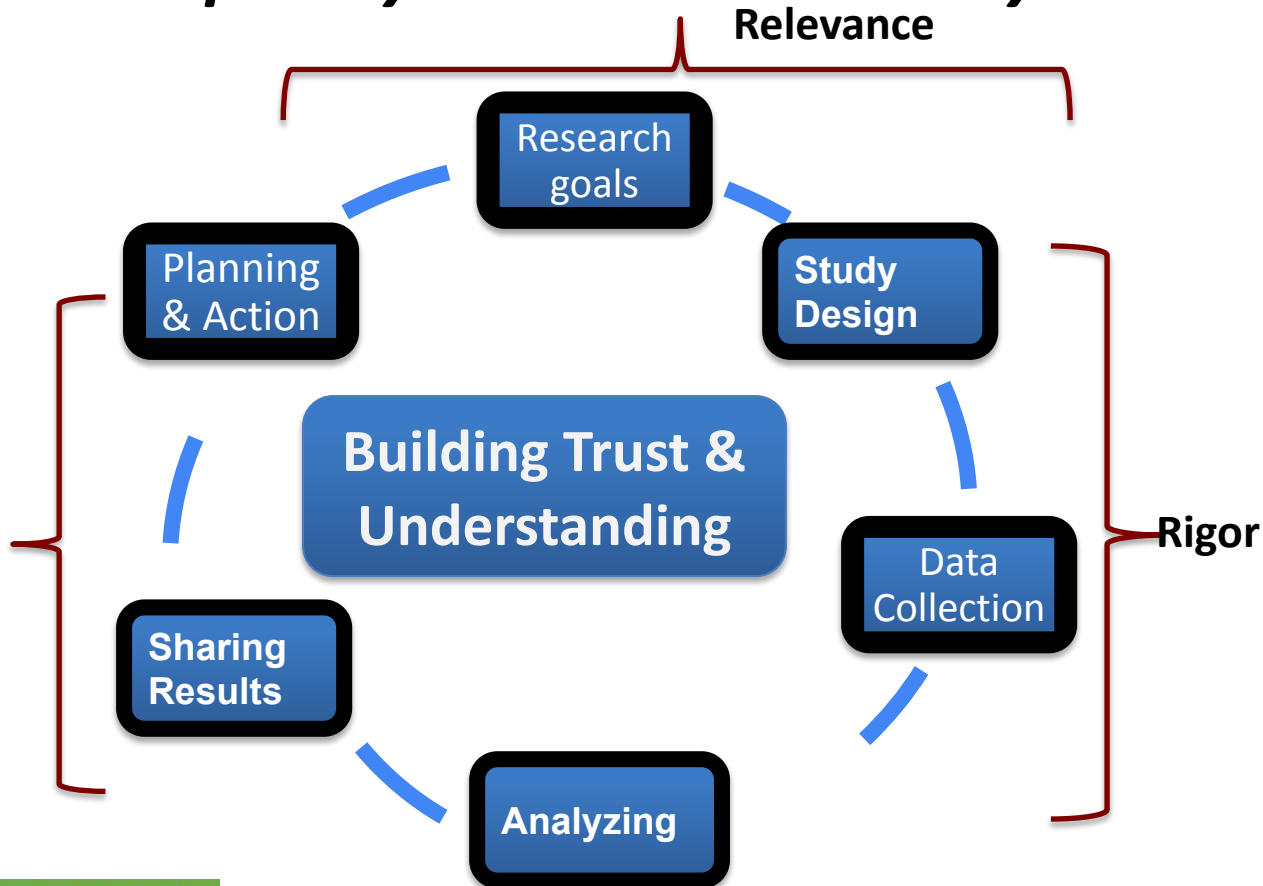 Relevance
Research
goals
Planning
& Action
Study
Design
Building Trust &
Understanding
Rigor
Data
Collection
Sharing
Results
Analyzing